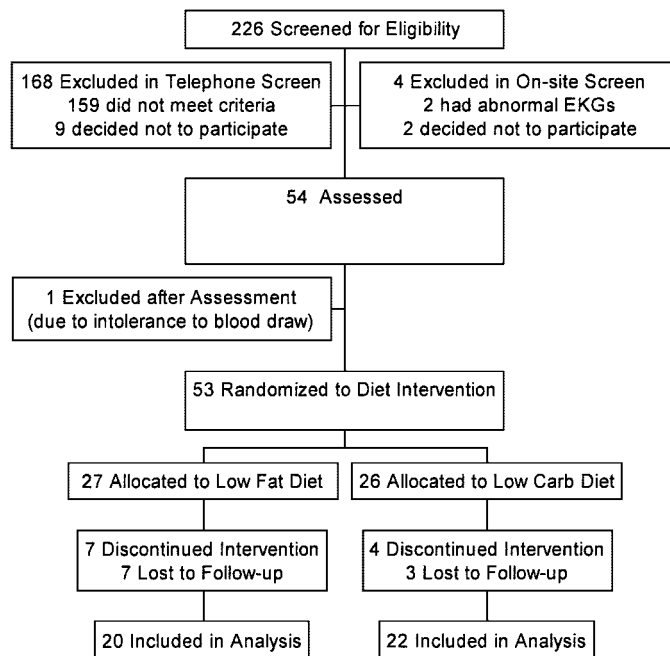 226 Screened for Eligibility
168 Excluded in Telephone Screen
159 did not meet criteria
9 decided not to participate
4 Excluded in On-site Screen
2 had abnormal EKGs
2 decided not to participate
54 Assessed
1 Excluded after Assessment
(due to intolerance to blood draw)
53 Randomized to Diet Intervention
27 Allocated to Low Fat Diet
26 Allocated to Low Carb Diet
7 Discontinued Intervention
7 Lost to Follow-up
4 Discontinued Intervention
3 Lost to Follow-up
20 Included in Analysis
22 Included in Analysis